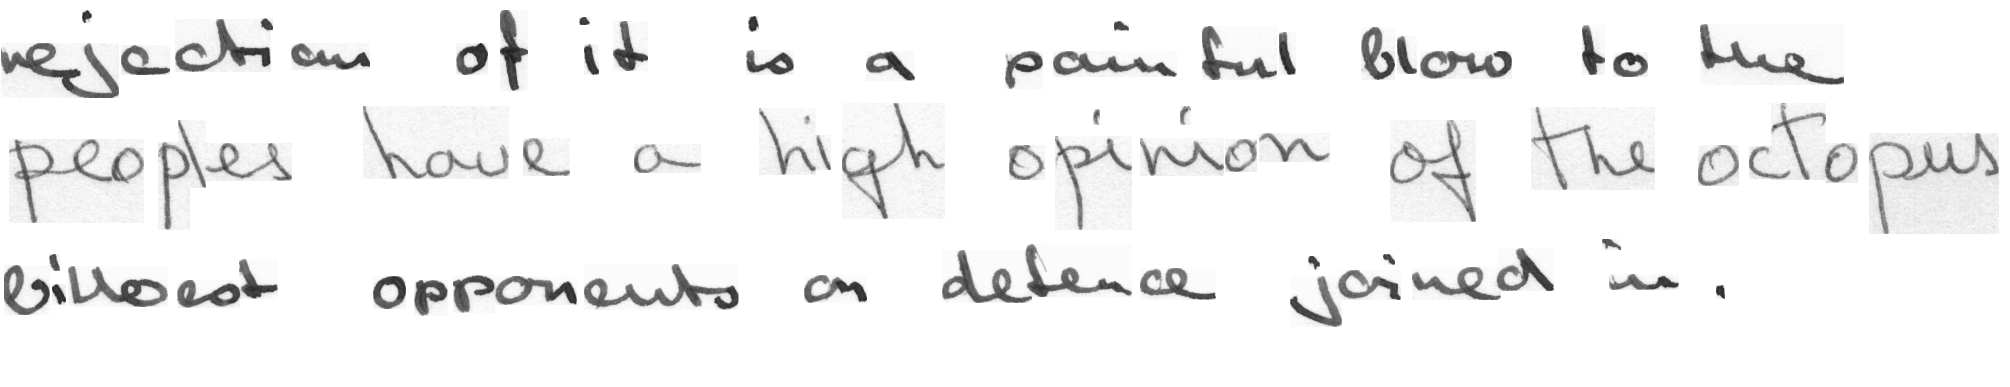 rejection of it is a painful blow to the
peoples have a high opinion of the octopus
bitterest opponents on defence joined in.